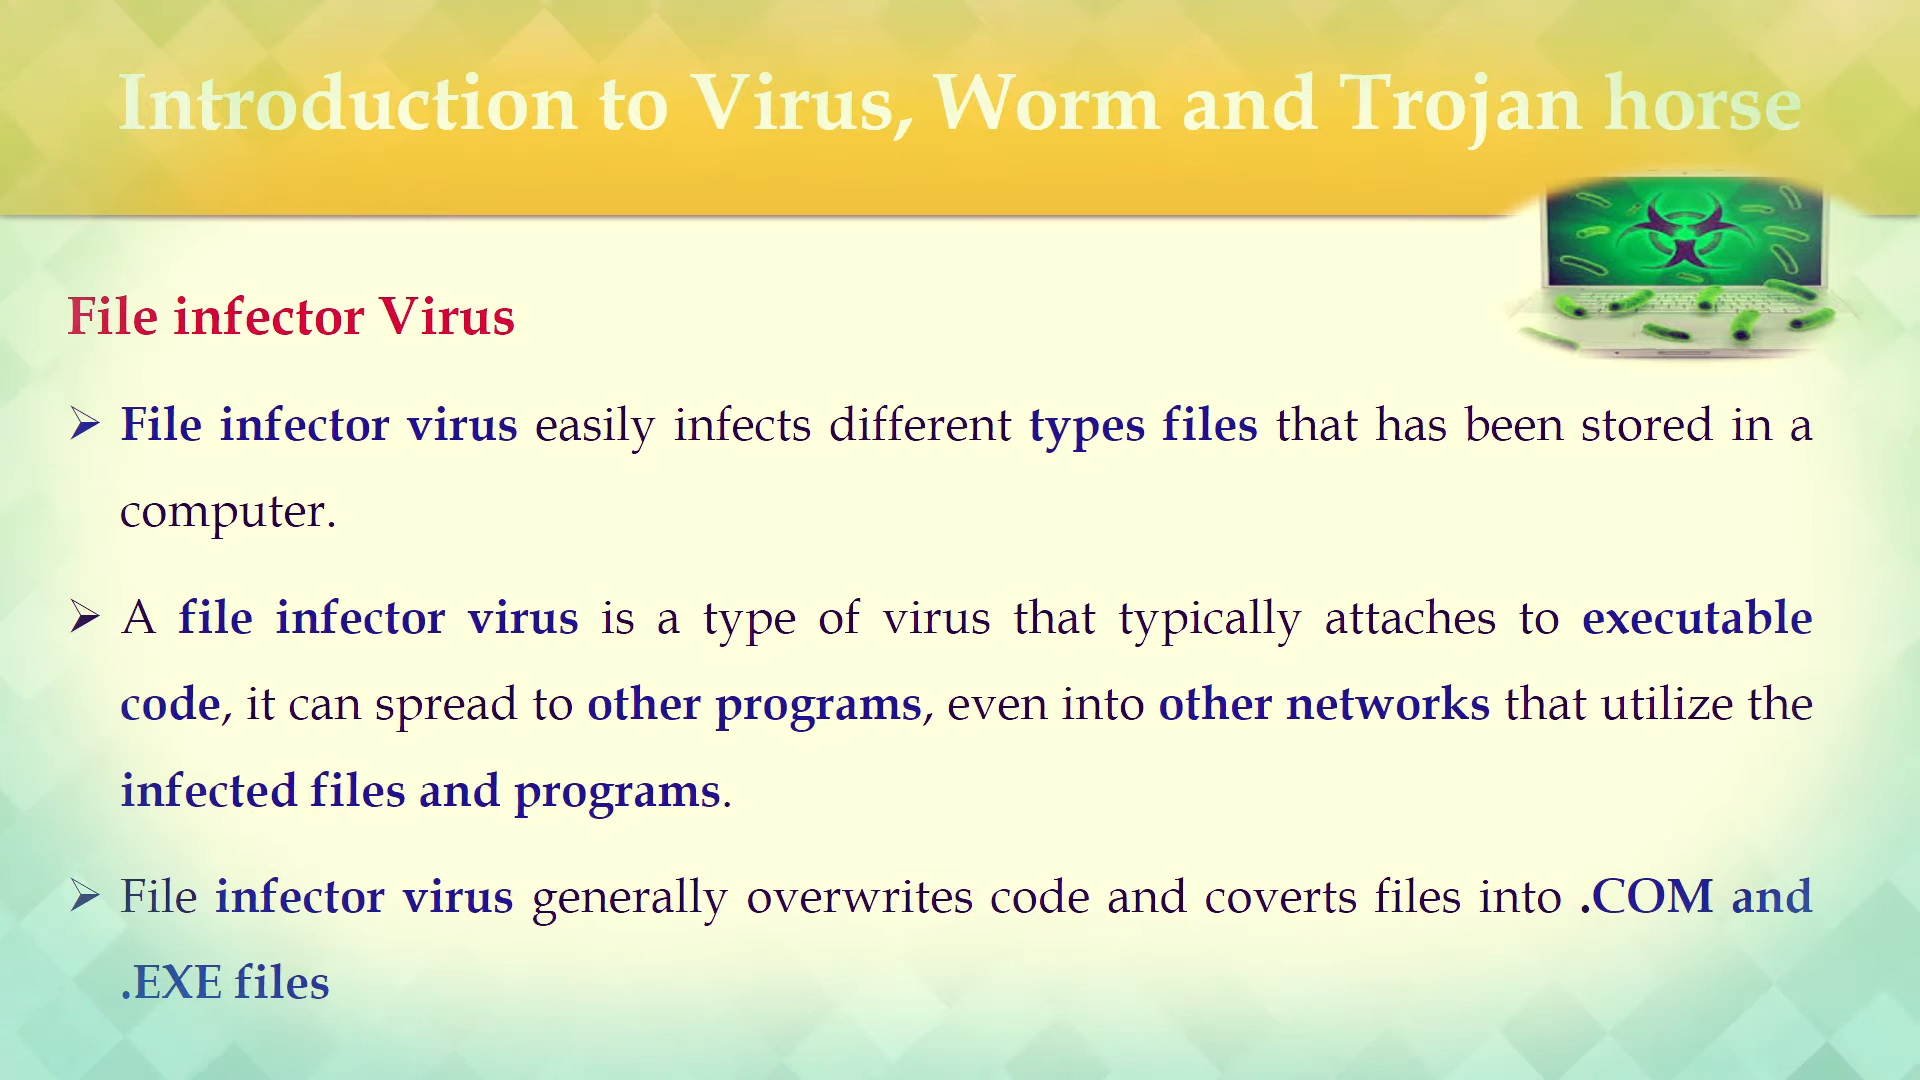 Introduction to Virus, Worm and Trojan horse
File infector Virus
➢ File infector virus easily infects different types files that has been stored in a
computer.
➢ A file infector virus is a type of virus that typically attaches to executable
code, it can spread to other programs, even into other networks that utilize the
infected files and programs.
➢ File infector virus generally overwrites code and coverts files into .COM and
.EXE files